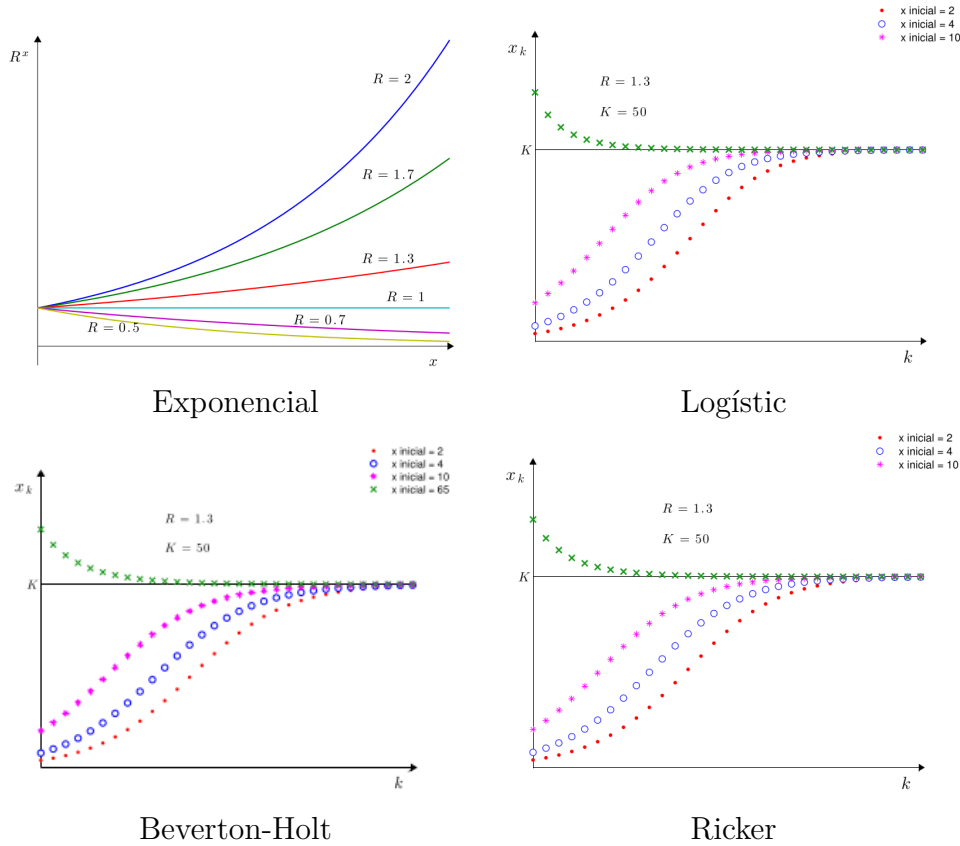 R^x
R = 2
R = 1.7
R = 1.3
R = 1
R = 0.7
R = 0.5
x
Exponencial
x inicial = 2
x inicial = 4
x inicial = 10
x_k
R = 1.3
K = 50
K
k
Logístic
x inicial = 2
x inicial = 4
x inicial = 10
x inicial = 65
x_k
R = 1.3
K = 50
K
k
Beverton-Holt
x inicial = 2
x inicial = 4
x inicial = 10
x_k
R = 1.3
K = 50
K
k
Ricker